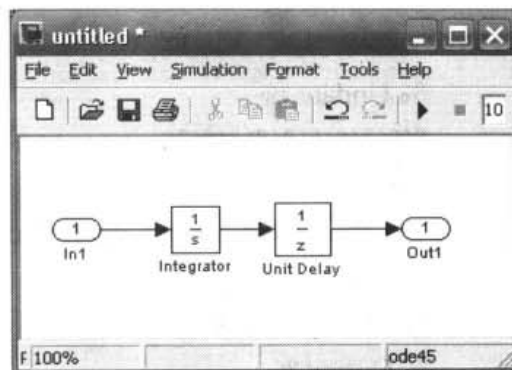 untitled *
File Edit View Simulation Format Tools Help
10
1
In1
1
s
Integrator
1
z
Unit Delay
1
Out1
F 100%
ode45